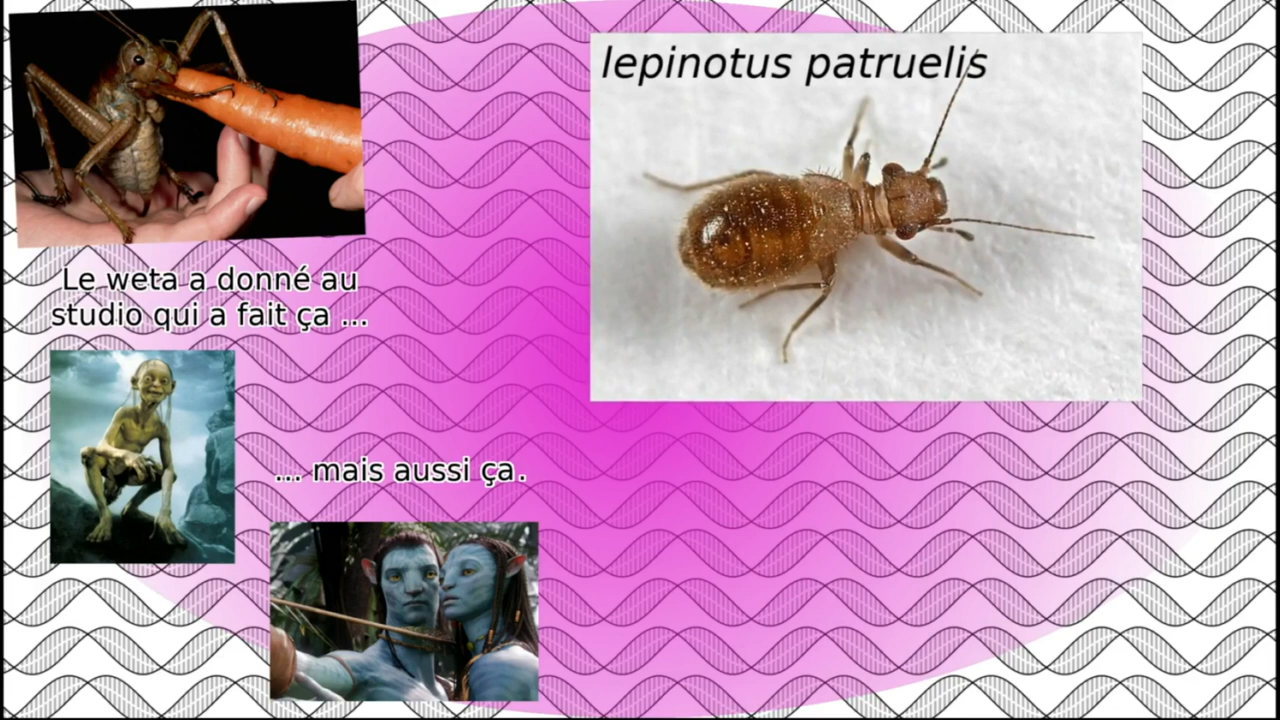 lepinotus patruelis
Le weta a donné au
studio qui a fait ça ...
... mais aussi ça.